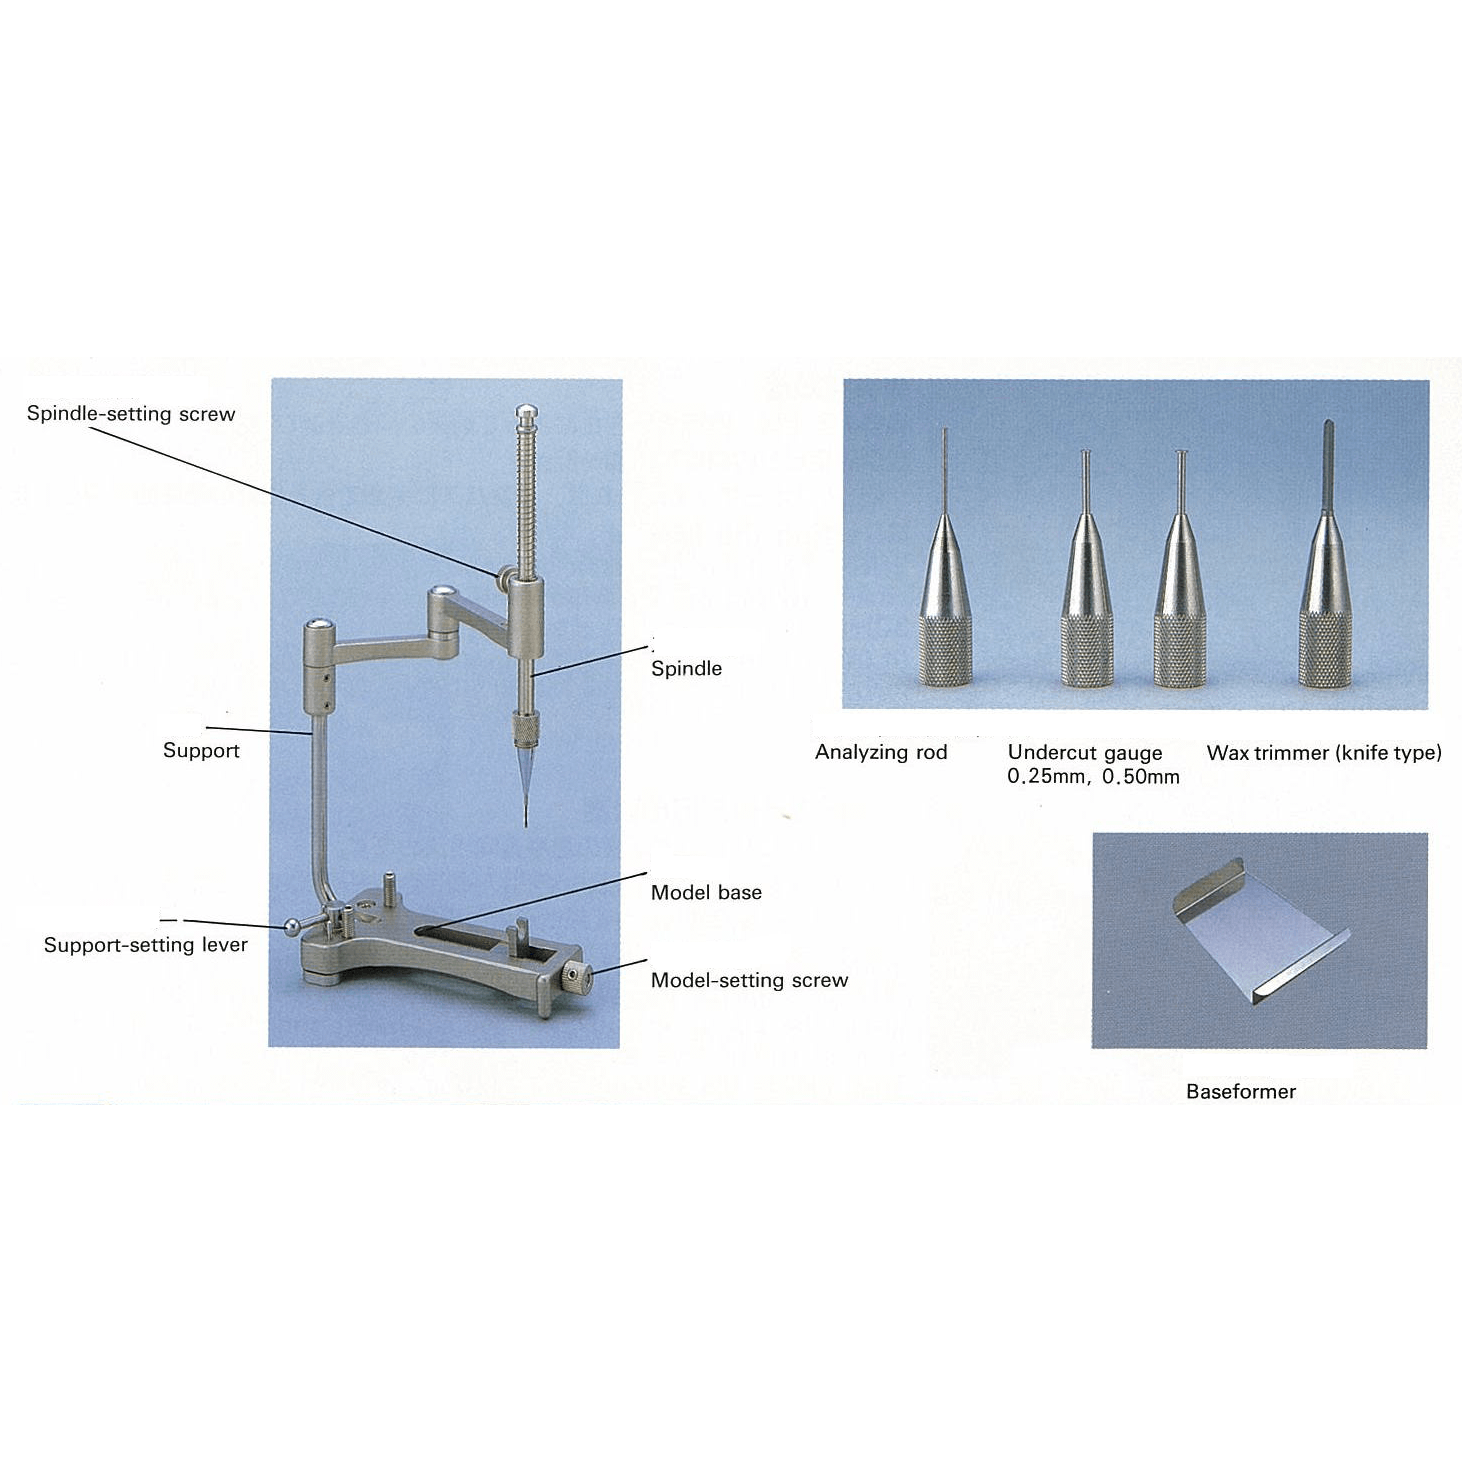 Spindle-setting screw
Spindle
Support
Model base
Support-setting lever
Model-setting screw
Analyzing rod
Undercut gauge
0.25mm, 0.50mm
Wax trimmer (knife type)
Baseformer